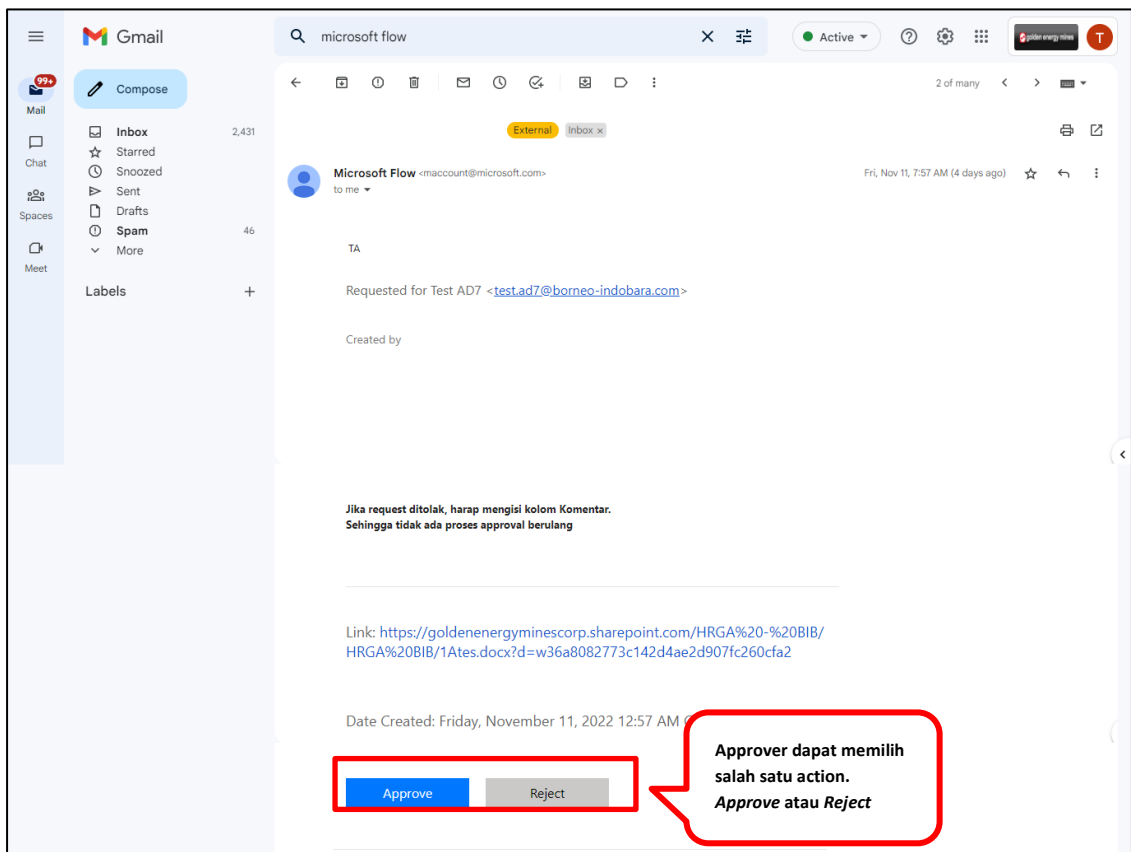 Gmail
microsoft flow
Active
golden energy mines
T
99+
Mail
Compose
2 of many
Inbox 2,431
External Inbox ×
Chat
Starred
Snoozed
Microsoft Flow <maccount@microsoft.com>
Fri, Nov 11, 7:57 AM (4 days ago)
to me
Sent
Spaces
Drafts
Spam 46
More
Meet
Labels +
TA
Requested for Test AD7 <test.ad7@borneo-indobara.com>
Created by
Jika request ditolak, harap mengisi kolom Komentar.
Sehingga tidak ada proses approval berulang
Link: https://goldenenergyminescorp.sharepoint.com/HRGA%20-%20BIB/
HRGA%20BIB/1Ates.docx?d=w36a8082773c142d4ae2d907fc260cfa2
Date Created: Friday, November 11, 2022 12:57 AM
Approve Reject
Approver dapat memilih
salah satu action.
Approve atau Reject